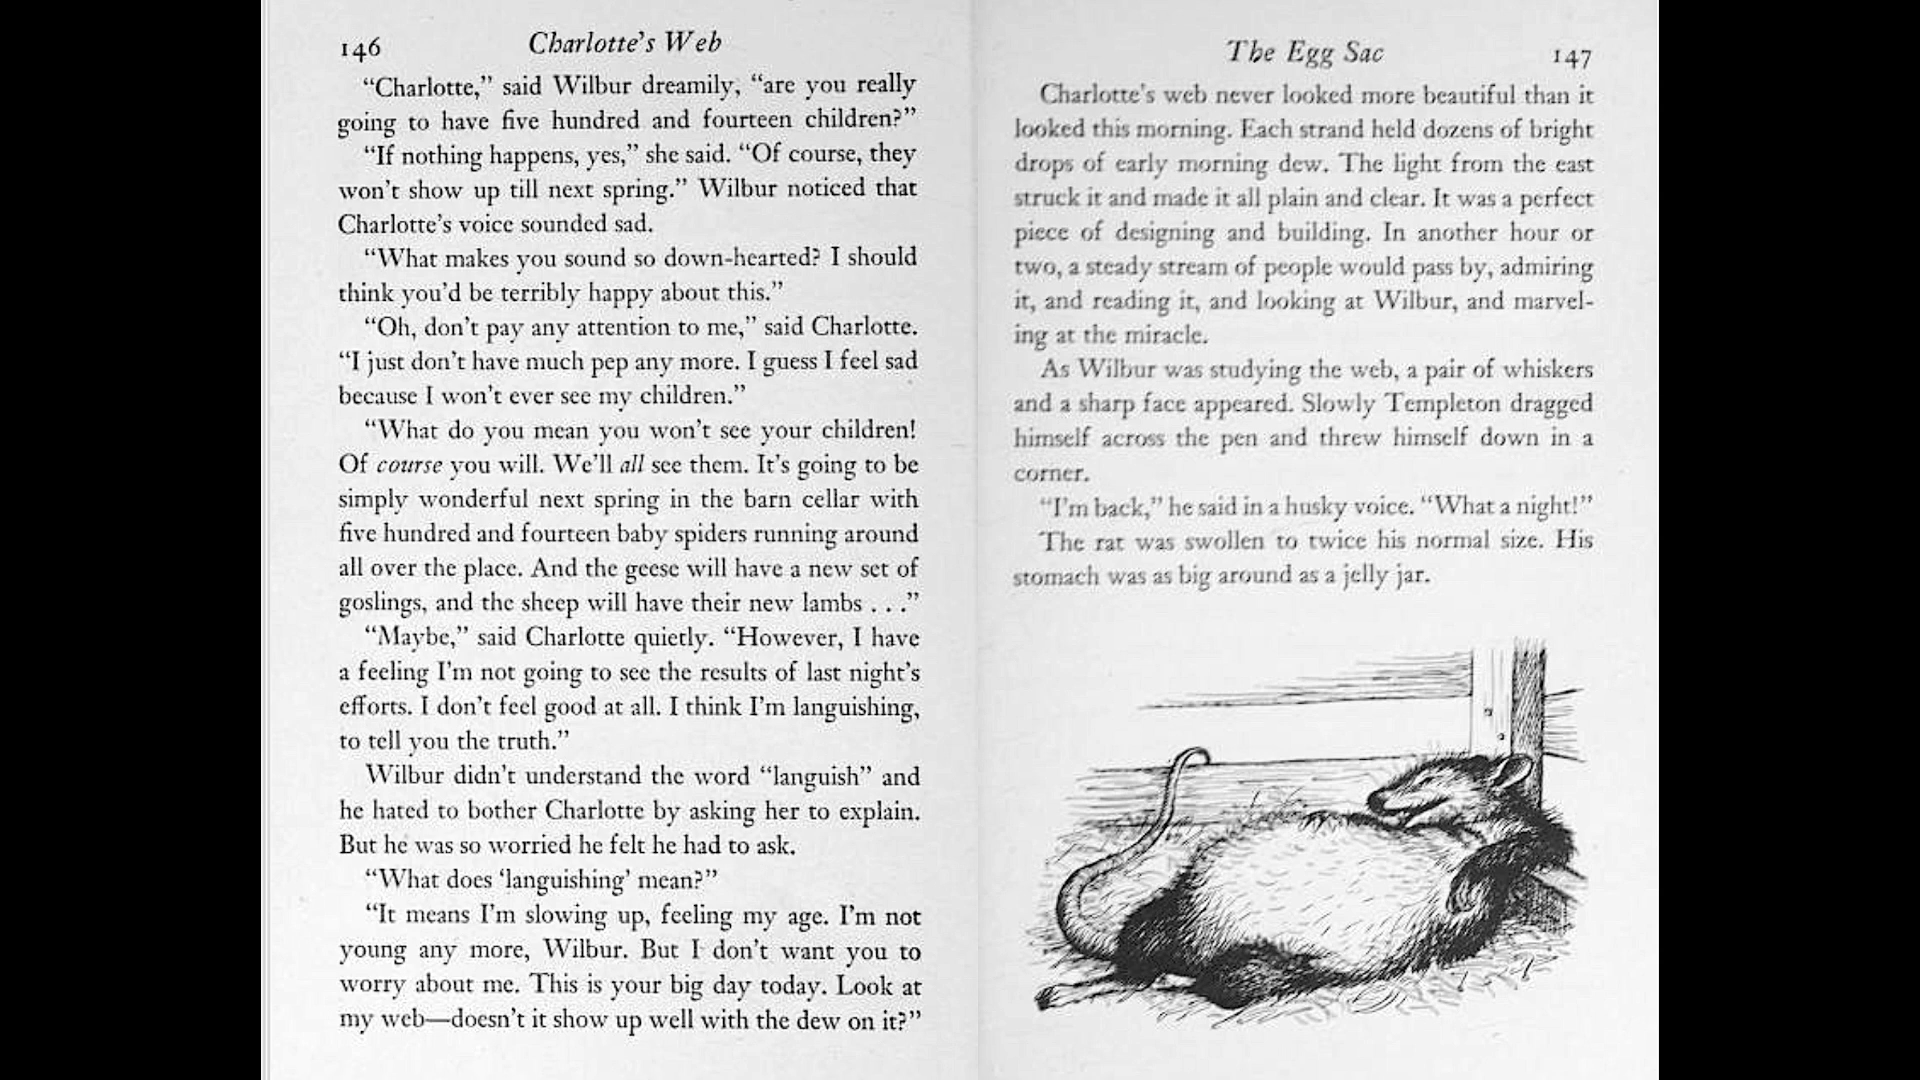 146 Charlotte's Web
“Charlotte,” said Wilbur dreamily, “are you really
going to have five hundred and fourteen children?”
“If nothing happens, yes,” she said. “Of course, they
won’t show up till next spring.” Wilbur noticed that
Charlotte’s voice sounded sad.
“What makes you sound so down-hearted? I should
think you’d be terribly happy about this.”
“Oh, don’t pay any attention to me,” said Charlotte.
“I just don’t have much pep any more. I guess I feel sad
because I won’t ever see my children.”
“What do you mean you won’t see your children!
Of course you will. We’ll all see them. It’s going to be
simply wonderful next spring in the barn cellar with
five hundred and fourteen baby spiders running around
all over the place. And the geese will have a new set of
goslings, and the sheep will have their new lambs . . .”
“Maybe,” said Charlotte quietly. “However, I have
a feeling I’m not going to see the results of last night’s
efforts. I don’t feel good at all. I think I’m languishing,
to tell you the truth.”
Wilbur didn’t understand the word “languish” and
he hated to bother Charlotte by asking her to explain.
But he was so worried he felt he had to ask.
“What does ‘languishing’ mean?”
“It means I’m slowing up, feeling my age. I’m not
young any more, Wilbur. But I don’t want you to
worry about me. This is your big day today. Look at
my web—doesn’t it show up well with the dew on it?”
The Egg Sac 147
Charlotte’s web never looked more beautiful than it
looked this morning. Each strand held dozens of bright
drops of early morning dew. The light from the east
struck it and made it all plain and clear. It was a perfect
piece of designing and building. In another hour or
two, a steady stream of people would pass by, admiring
it, and reading it, and looking at Wilbur, and marvel-
ing at the miracle.
As Wilbur was studying the web, a pair of whiskers
and a sharp face appeared. Slowly Templeton dragged
himself across the pen and threw himself down in a
corner.
“I’m back,” he said in a husky voice. “What a night!”
The rat was swollen to twice his normal size. His
stomach was as big around as a jelly jar.